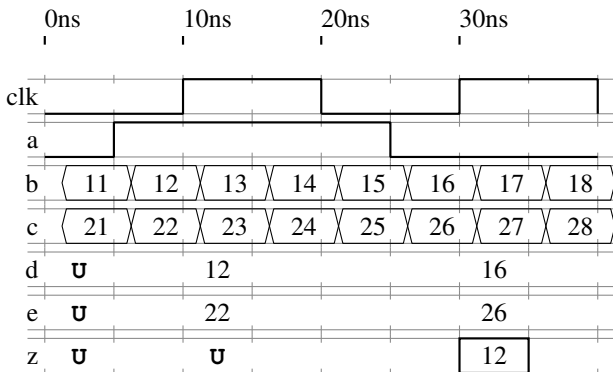 0ns 10ns 20ns 30ns
clk
a
b 11 12 13 14 15 16 17 18
c 21 22 23 24 25 26 27 28
d U 12 16
e U 22 26
z U U 12